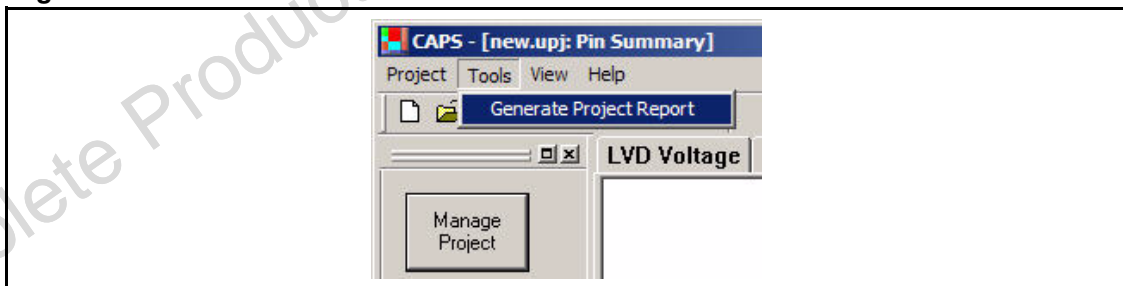 CAPS - [new.upj: Pin Summary]
Project Tools View Help
Generate Project Report
LVD Voltage
Manage
Project